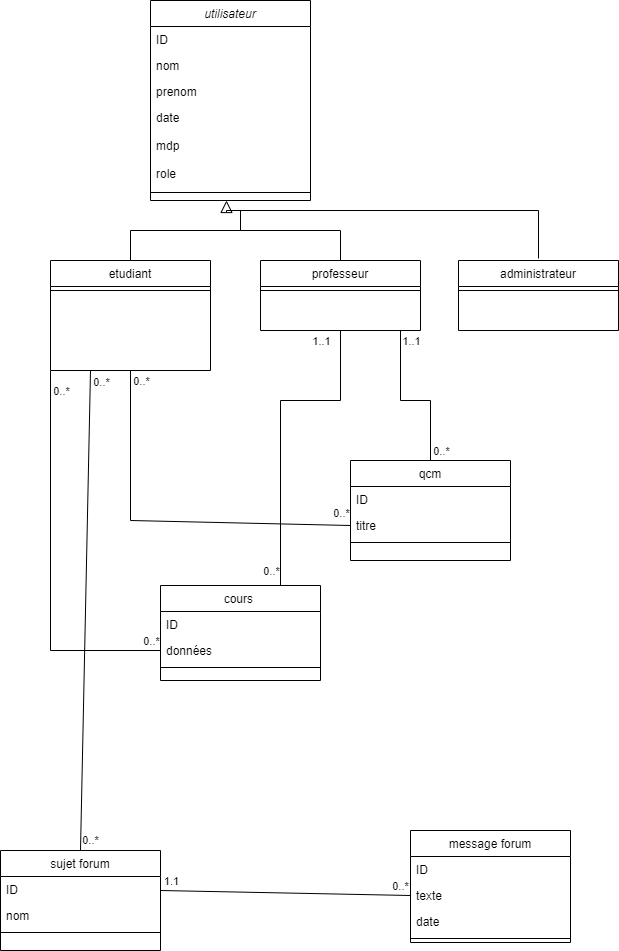 utilisateur
ID
nom
prenom
date
mdp
role
etudiant
professeur
administrateur
1..1
1..1
0..*
0..*
0..*
0..*
qcm
ID
titre
0..*
0..*
cours
ID
données
0..*
0..*
sujet forum
ID
nom
1.1
0..*
message forum
ID
texte
date